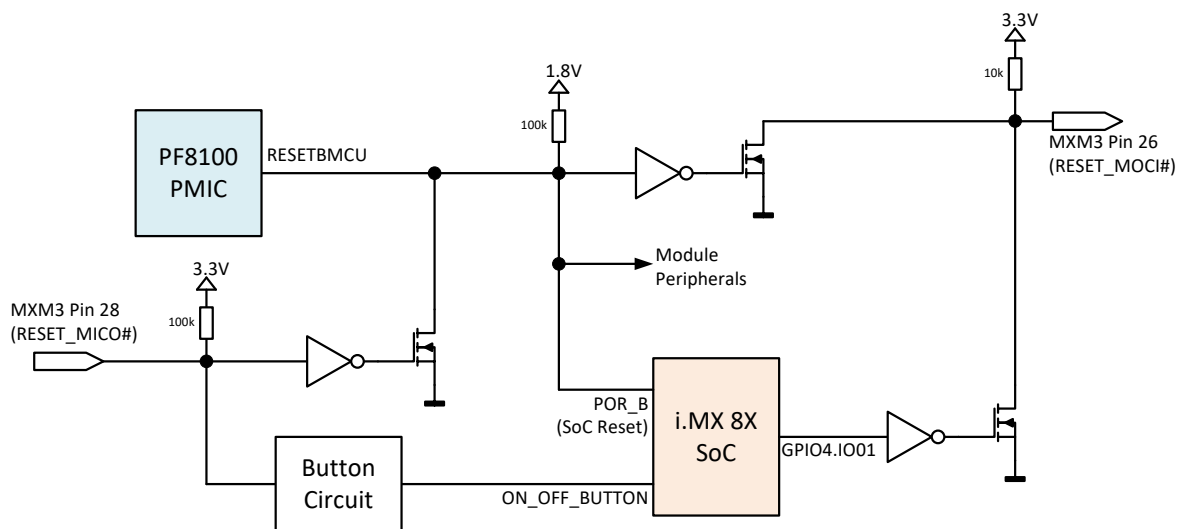 3.3V
10k
1.8V
100k
MXM3 Pin 26
(RESET_MOCI#)
PF8100
PMIC
RESETBMCU
Module
Peripherals
3.3V
MXM3 Pin 28
(RESET_MICO#)
100k
POR_B
(SoC Reset)
i.MX 8X
SoC
GPIO4.IO01
Button
Circuit
ON_OFF_BUTTON